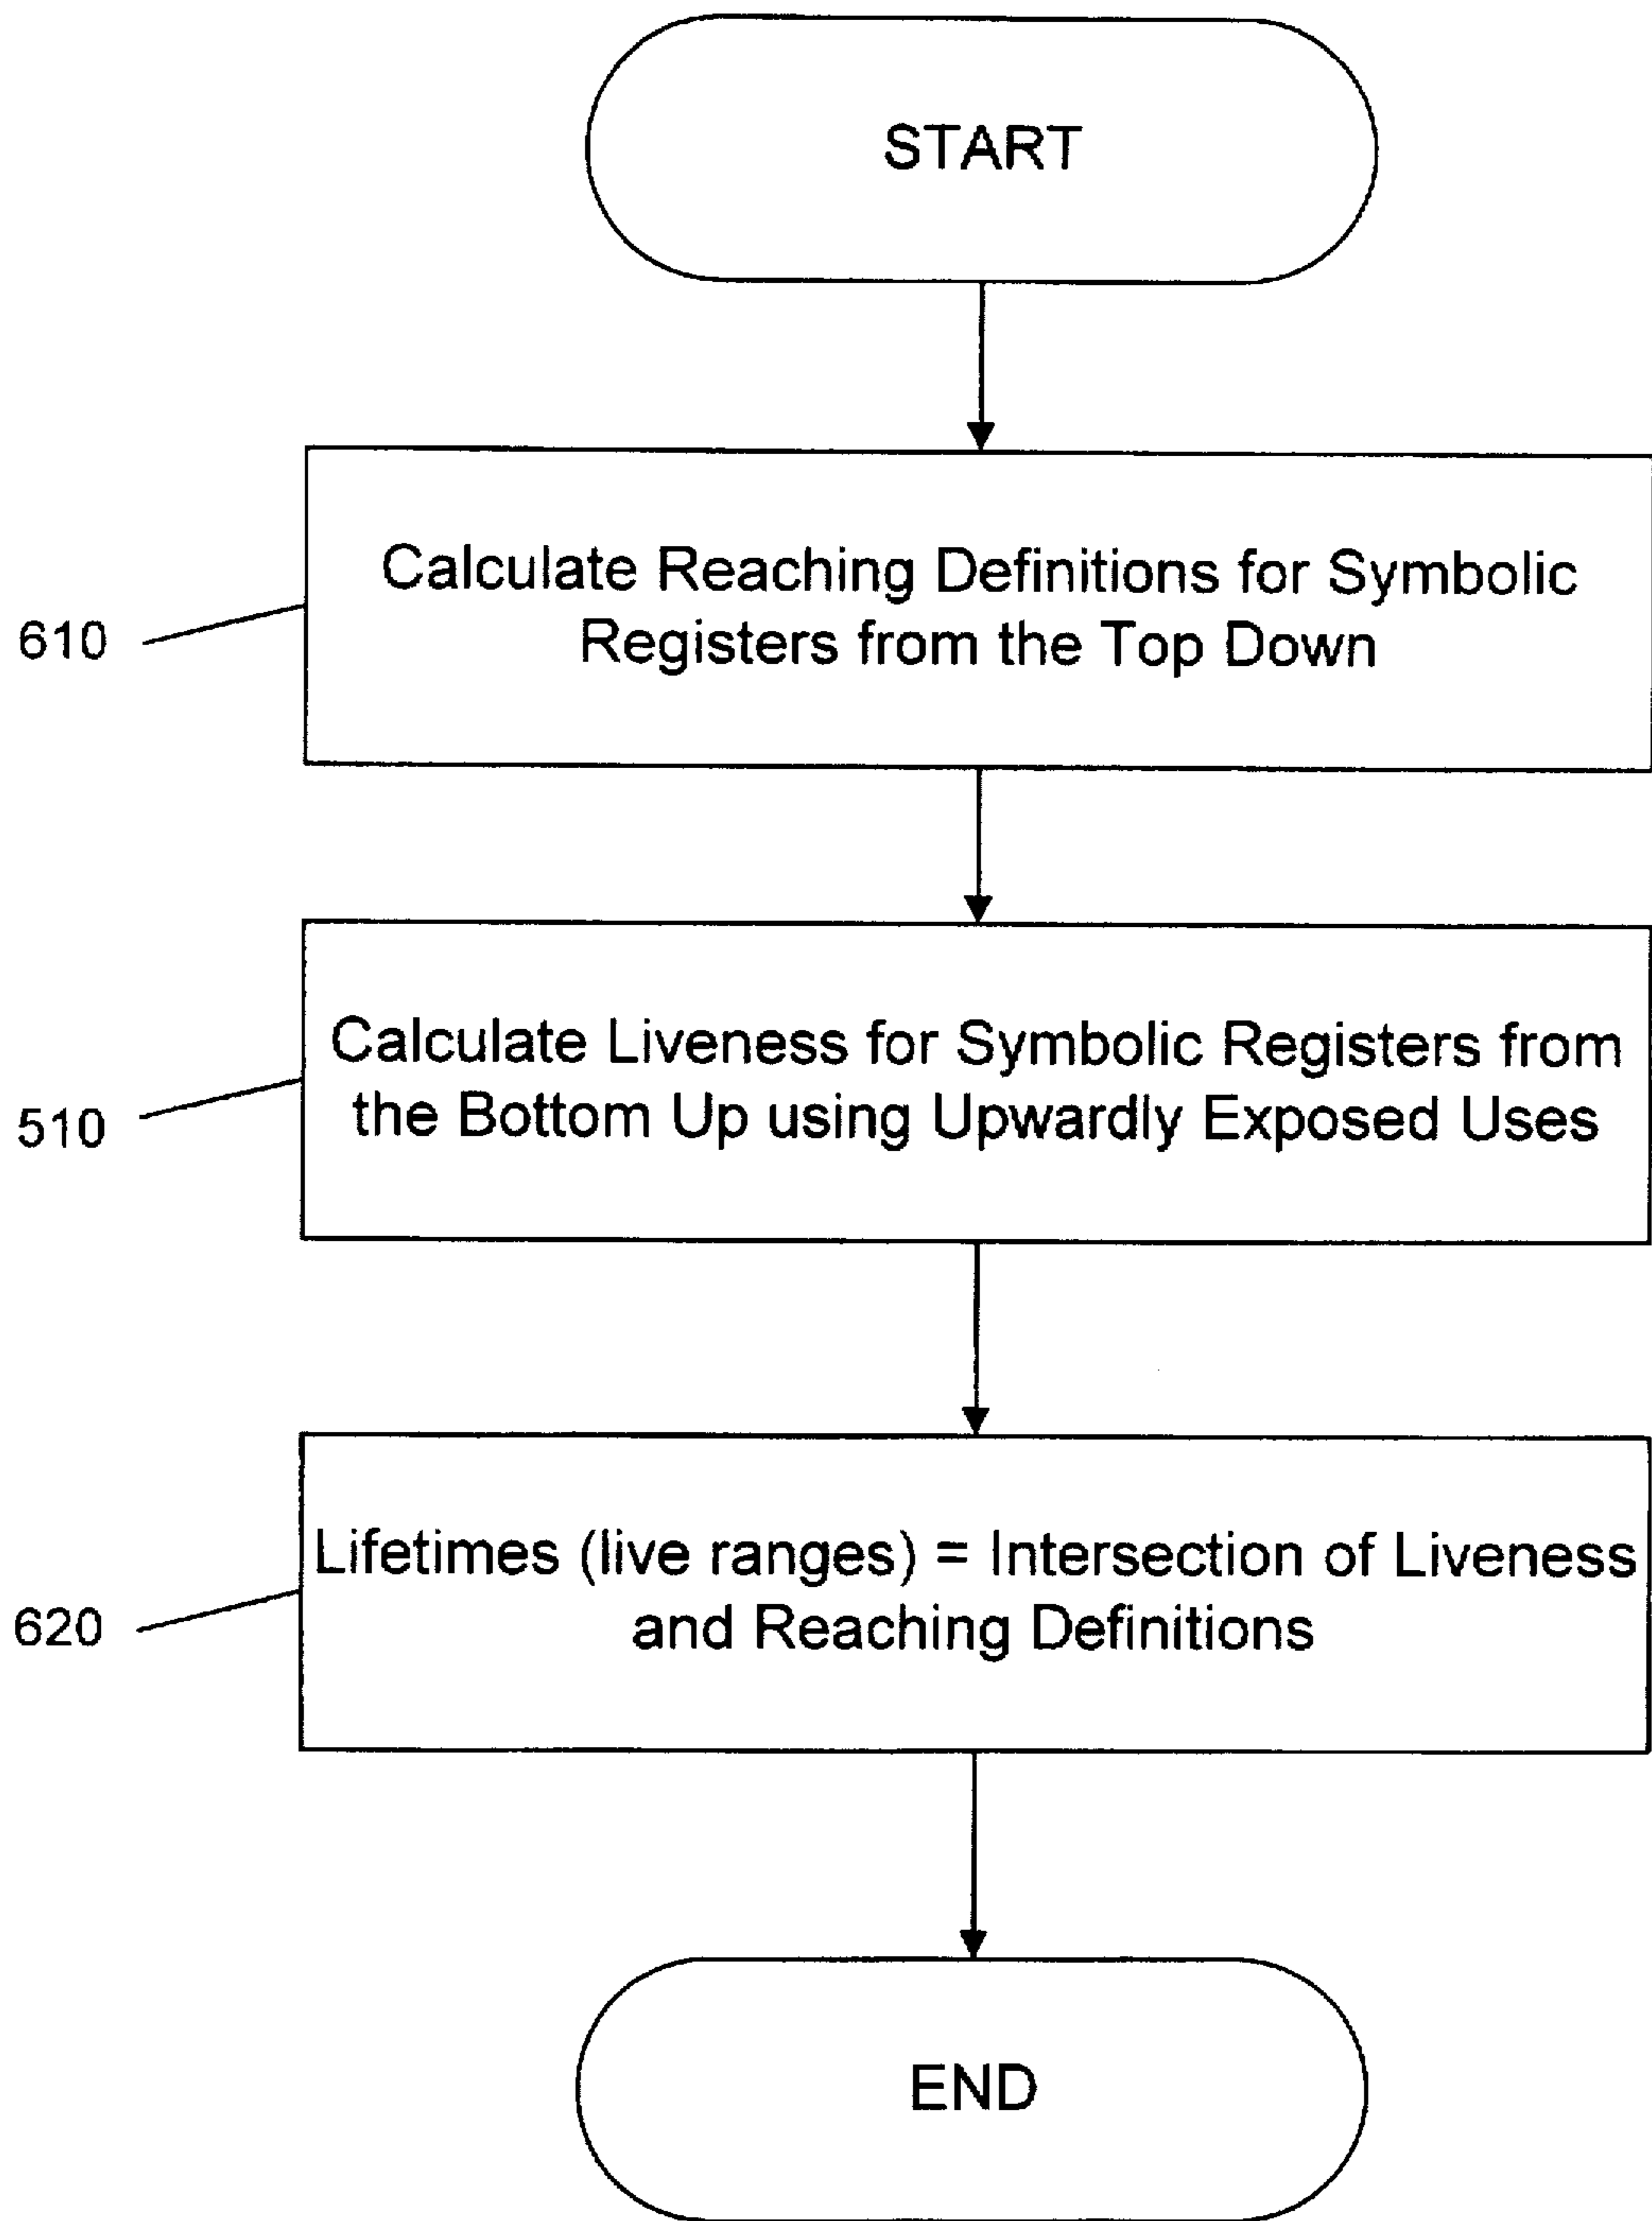 START
Calculate Reaching Definitions for Symbolic
Registers from the Top Down
610
Calculate Liveness for Symbolic Registers from
the Bottom Up using Upwardly Exposed Uses
510
Lifetimes (live ranges) = Intersection of Liveness
and Reaching Definitions
620
END